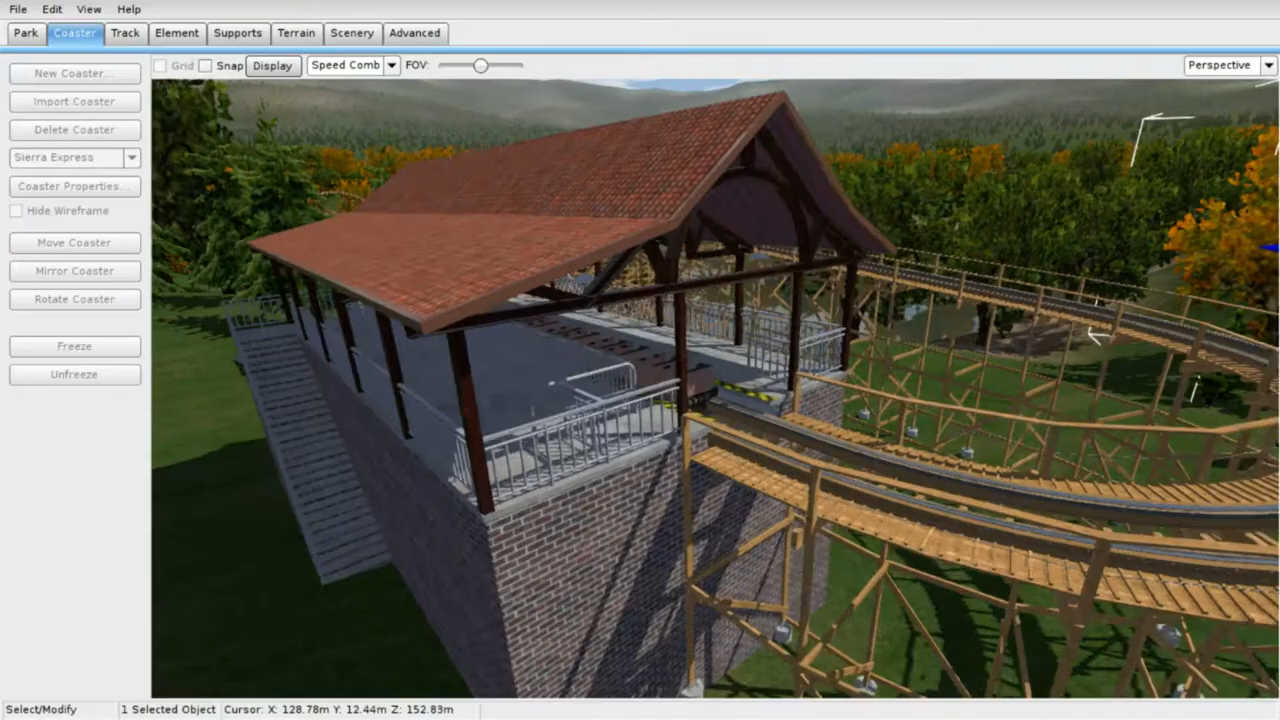 File Edit View Help
Park Coaster Track Element Supports Terrain Scenery Advanced
Grid Snap Display Speed Comb FOV: Perspective
New Coaster...
Import Coaster
Delete Coaster
Sierra Express
Coaster Properties...
Hide Wireframe
Move Coaster
Mirror Coaster
Rotate Coaster
Freeze
Unfreeze
Select/Modify 1 Selected Object Cursor: X: 128.78m Y: 12.44m Z: 152.83m